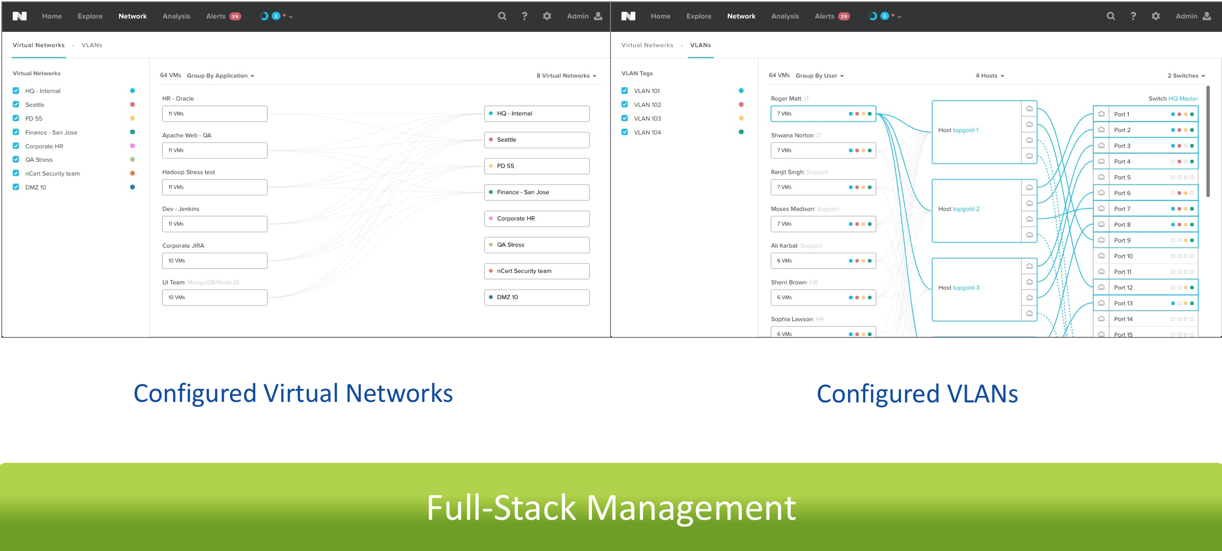 Home Explore Network Analysis Alerts 39 Admin
Virtual Networks VLANs
Virtual Networks
HQ - Internal
Seattle
PD 55
Finance - San Jose
Corporate HR
QA Stress
nCert Security team
DMZ 10
64 VMs Group By Application 8 Virtual Networks
HR - Oracle
11 VMs
Apache Web - QA
11 VMs
Hadoop Stress test
11 VMs
Dev - Jenkins
11 VMs
Corporate JIRA
10 VMs
UI Team: MongoDB/NodeJS
10 VMs
HQ - Internal
Seattle
PD 55
Finance - San Jose
Corporate HR
QA Stress
nCert Security team
DMZ 10
Home Explore Network Analysis Alerts 39 Admin
Virtual Networks VLANs
VLAN Tags
VLAN 101
VLAN 102
VLAN 103
VLAN 104
64 VMs Group By User 4 Hosts 2 Switches
Roger Matt IT
7 VMs
Shwana Norton IT
7 VMs
Ranjit Singh Support
7 VMs
Moses Madison Support
7 VMs
Ali Karbat Support
6 VMs
Sherri Brown HR
6 VMs
Sophia Lawson HR
6 VMs
Host topgold-1
Host topgold-2
Host topgold-3
Switch HQ Master
Port 1
Port 2
Port 3
Port 4
Port 5
Port 6
Port 7
Port 8
Port 9
Port 10
Port 11
Port 12
Port 13
Port 14
Port 15
Configured Virtual Networks
Configured VLANs
Full-Stack Management